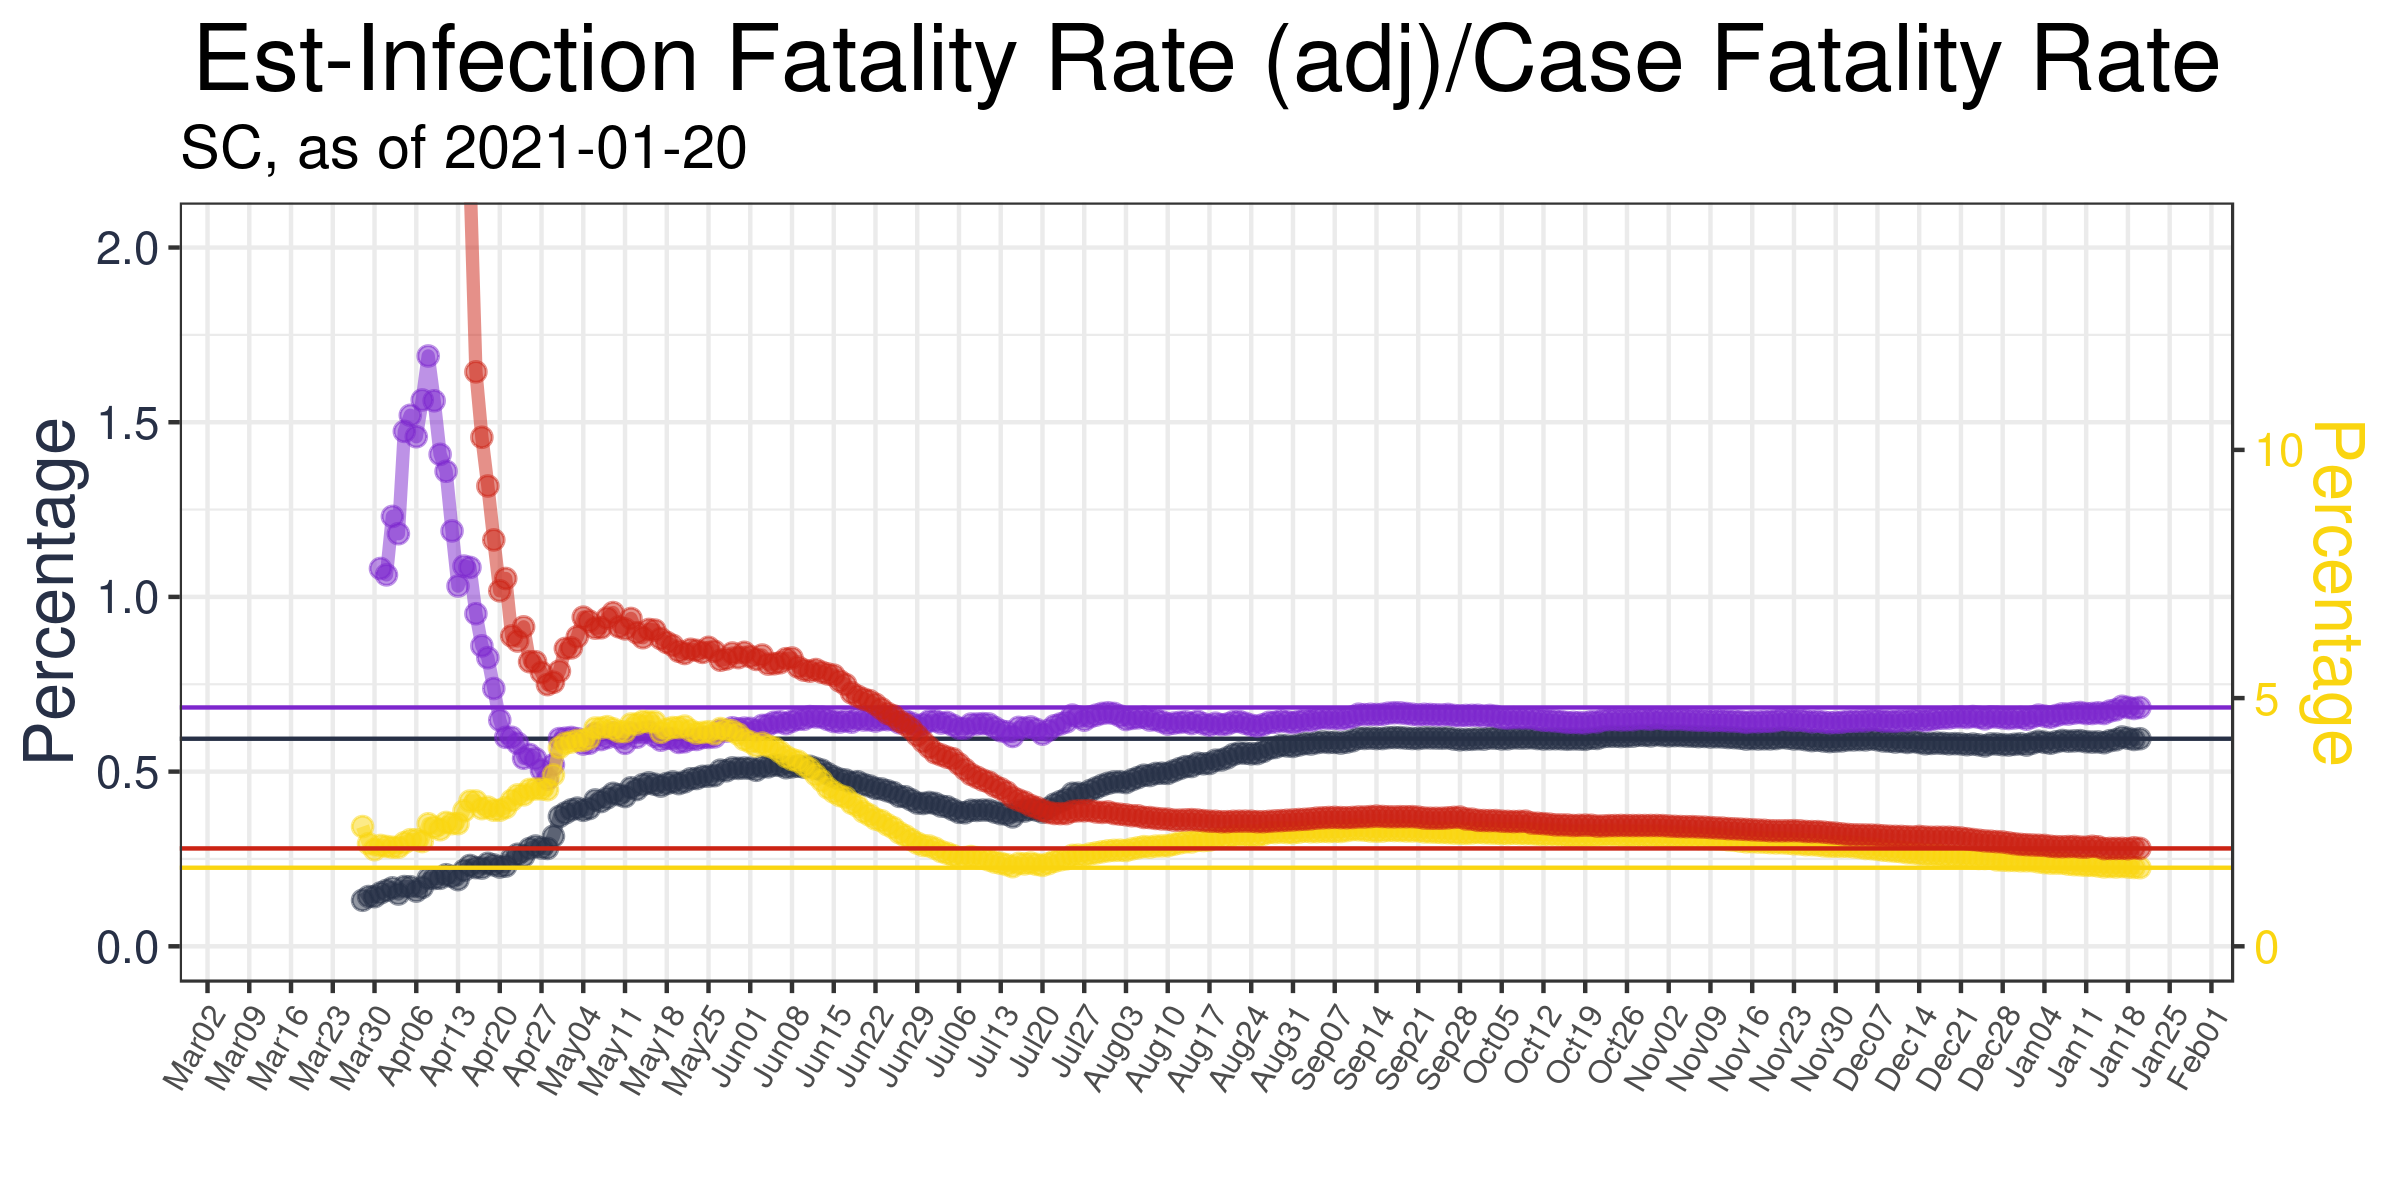 Est-Infection Fatality Rate (adj)/Case Fatality Rate
SC, as of 2021-01-20
Percentage
2.0
1.5
1.0
0.5
0.0
Percentage
10
5
0
Mar02
Mar09
Mar16
Mar23
Mar30
Apr06
Apr13
Apr20
Apr27
May04
May11
May18
May25
Jun01
Jun08
Jun15
Jun22
Jun29
Jul06
Jul13
Jul20
Jul27
Aug03
Aug10
Aug17
Aug24
Aug31
Sep07
Sep14
Sep21
Sep28
Oct05
Oct12
Oct19
Oct26
Nov02
Nov09
Nov16
Nov23
Nov30
Dec07
Dec14
Dec21
Dec28
Jan04
Jan11
Jan18
Jan25
Feb01